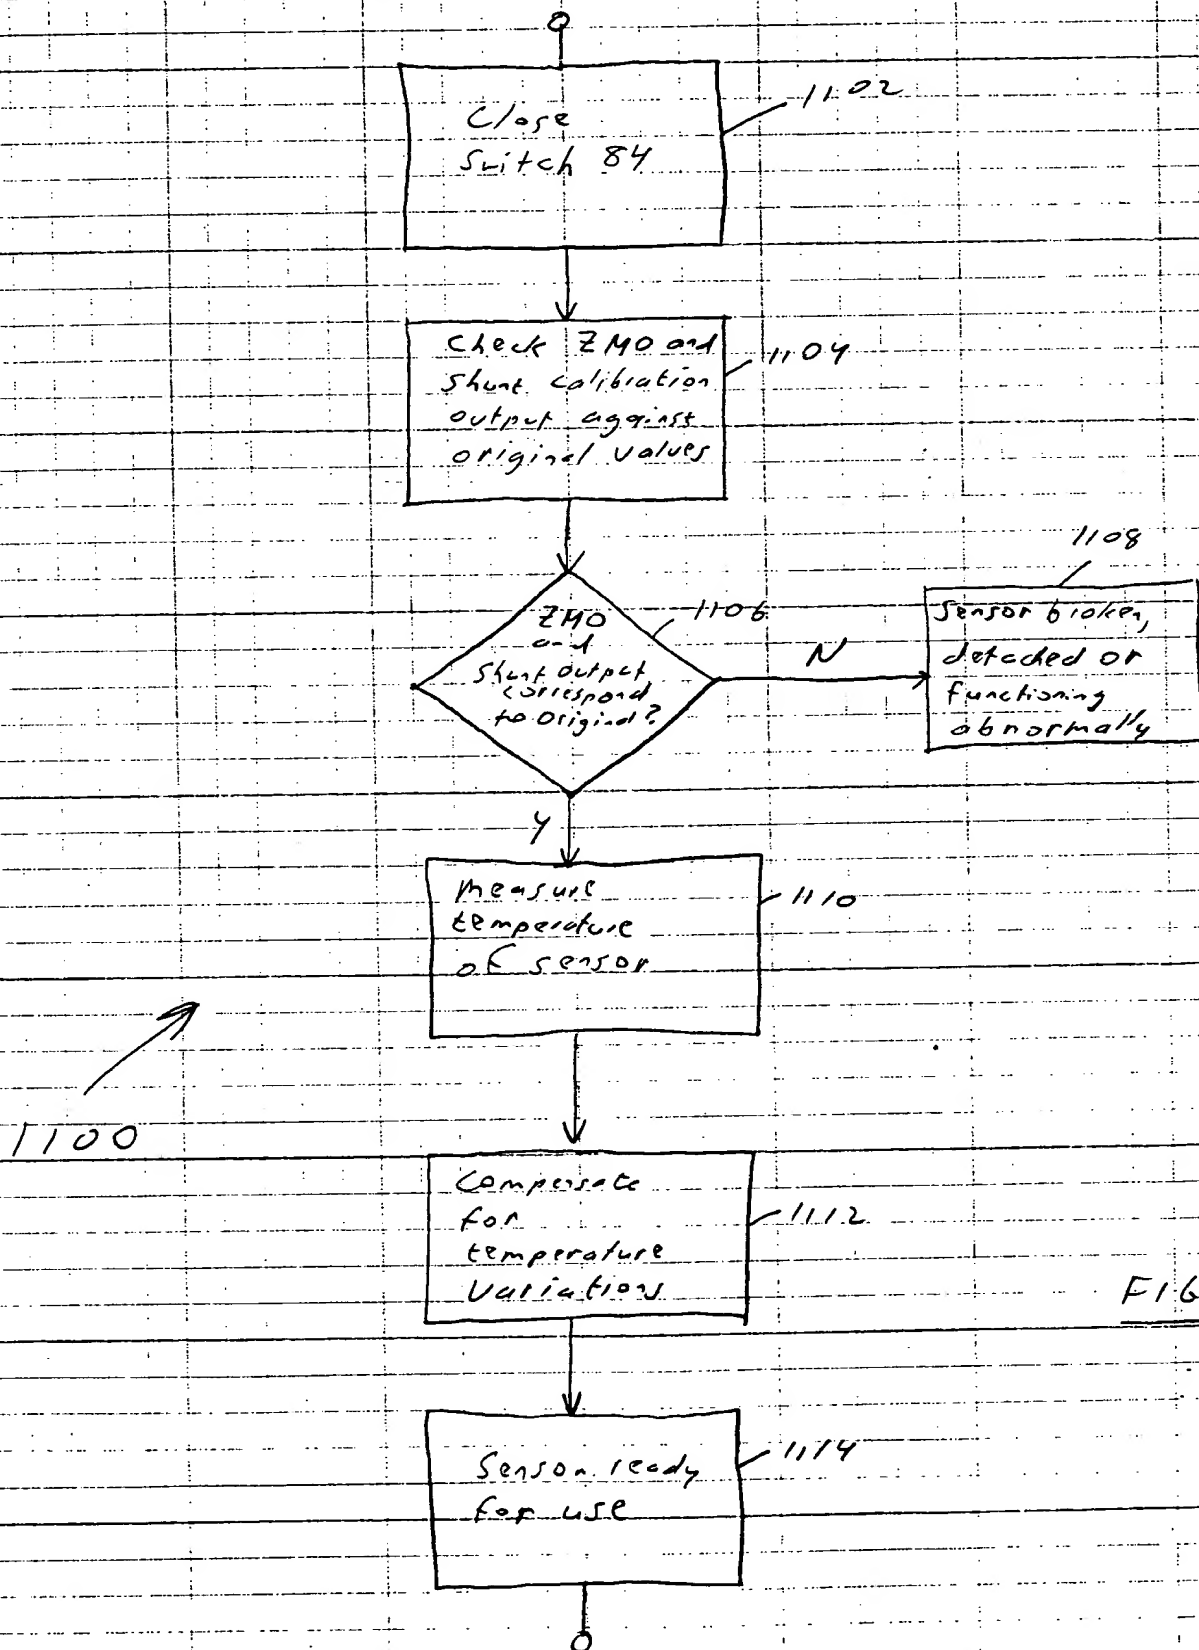 1102
Close
Switch 84
Check ZMO and
shunt calibration
output against
original values
1104
1106
ZMO
and
shunt output
correspond
to original?
N
1108
Sensor broken,
detached or
functioning
abnormally
Y
Measure
temperature
of sensor
1110
1100
Compensate
for
temperature
variations
1112
FIG
Sensor ready
for use
1114